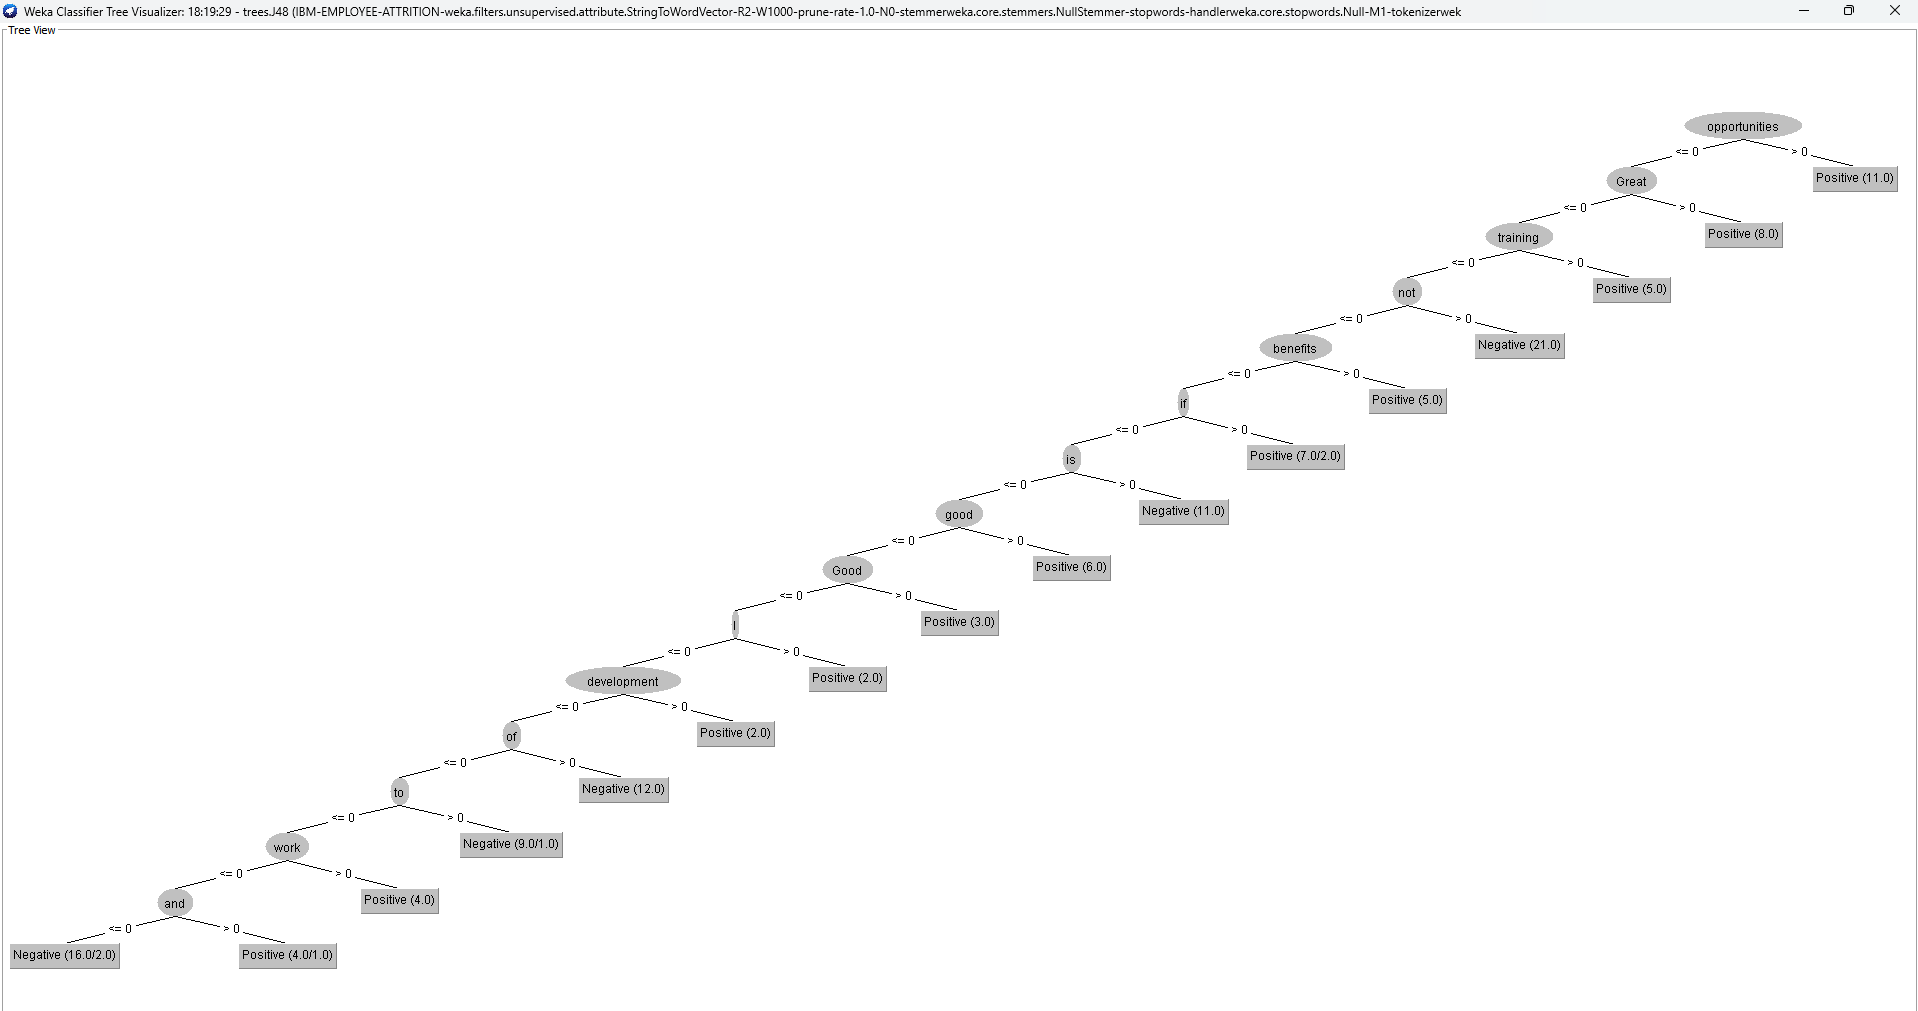 Weka Classifier Tree Visualizer: 18:19:29 - trees.J48 (IBM-EMPLOYEE-ATTRITION-weka.filters.unsupervised.attribute.StringToWordVector-R2-W1000-prune-rate-1.0-N0-stemmerweka.core.stemmers.NullStemmer-stopwords-handlerweka.core.stopwords.Null-M1-tokenizerwek
Tree View
opportunities
<= 0 > 0
Great Positive (11.0)
<= 0 > 0
training Positive (8.0)
<= 0 > 0
not Positive (5.0)
<= 0 > 0
benefits Negative (21.0)
<= 0 > 0
if Positive (5.0)
<= 0 > 0
is Positive (7.0/2.0)
<= 0 > 0
good Negative (11.0)
<= 0 > 0
Good Positive (6.0)
<= 0 > 0
I Positive (3.0)
<= 0 > 0
development Positive (2.0)
<= 0 > 0
of Positive (2.0)
<= 0 > 0
to Negative (12.0)
<= 0 > 0
work Negative (9.0/1.0)
<= 0 > 0
and Positive (4.0)
<= 0 > 0
Negative (16.0/2.0) Positive (4.0/1.0)